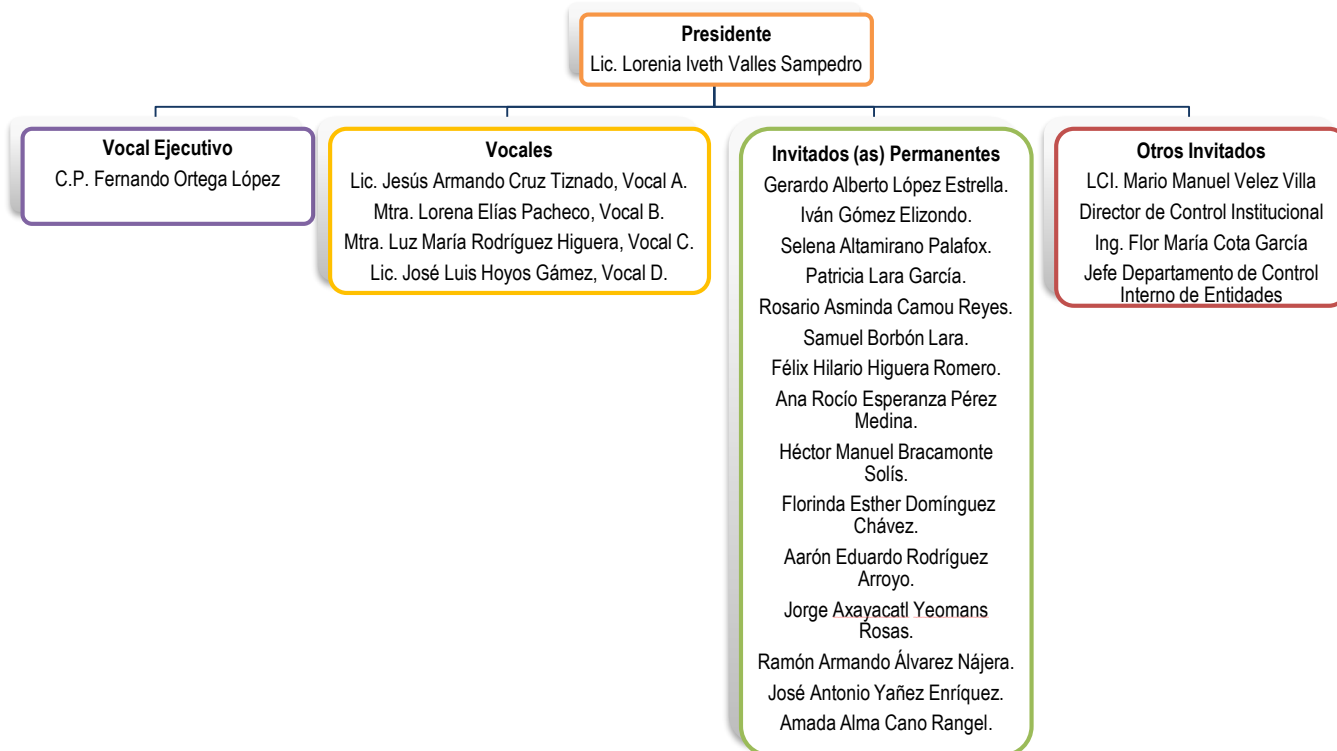 Presidente
Lic. Lorenia Iveth Valles Sampedro
Vocal Ejecutivo
C.P. Fernando Ortega López
Vocales
Lic. Jesús Armando Cruz Tiznado, Vocal A.
Mtra. Lorena Elías Pacheco, Vocal B.
Mtra. Luz María Rodríguez Higuera, Vocal C.
Lic. José Luis Hoyos Gámez, Vocal D.
Invitados (as) Permanentes
Gerardo Alberto López Estrella.
Iván Gómez Elizondo.
Selena Altamirano Palafox.
Patricia Lara García.
Rosario Asminda Camou Reyes.
Samuel Borbón Lara.
Félix Hilario Higuera Romero.
Ana Rocío Esperanza Pérez
Medina.
Héctor Manuel Bracamonte
Solís.
Florinda Esther Domínguez
Chávez.
Aarón Eduardo Rodríguez
Arroyo.
Jorge Axayacatl Yeomans
Rosas.
Ramón Armando Álvarez Nájera.
José Antonio Yañez Enríquez.
Amada Alma Cano Rangel.
Otros Invitados
LCI. Mario Manuel Velez Villa
Director de Control Institucional
Ing. Flor María Cota García
Jefe Departamento de Control
Interno de Entidades